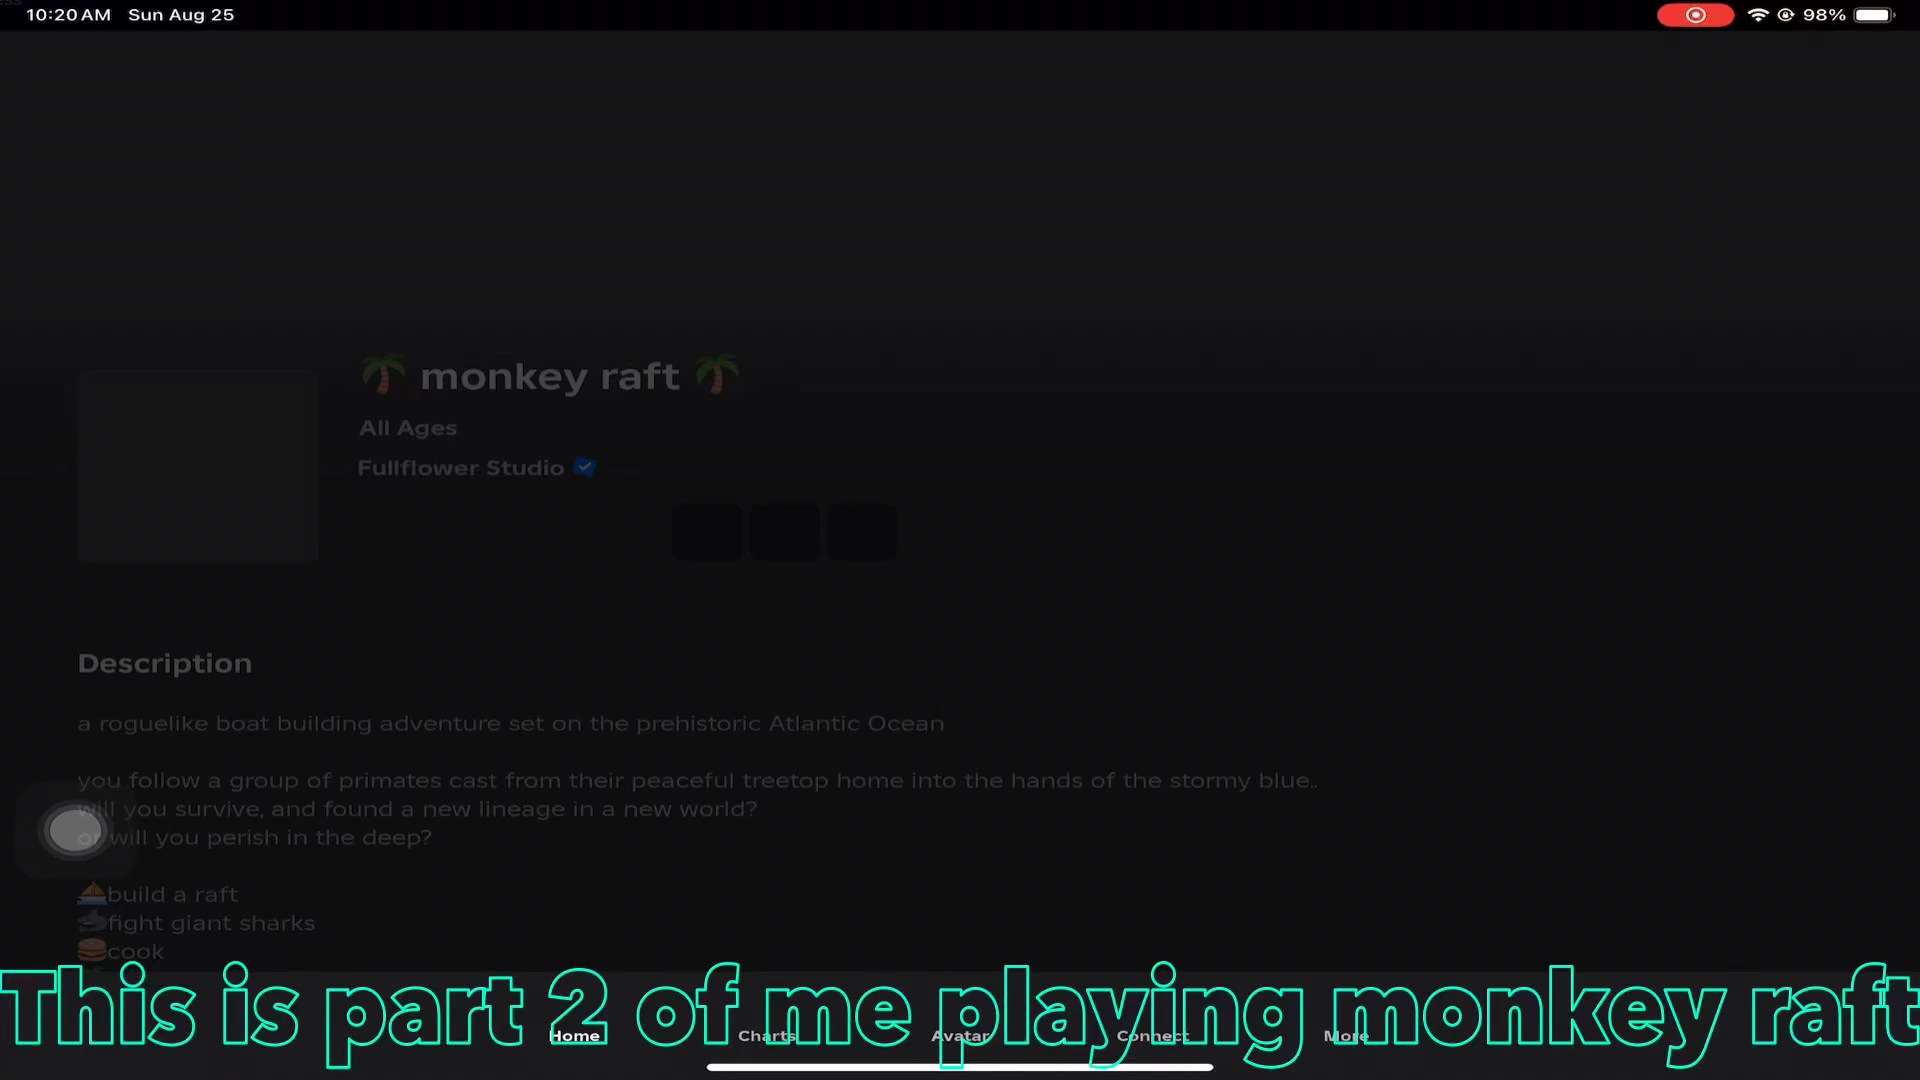 10:20 AM Sun Aug 25 98%
🌴 monkey raft 🌴
All Ages
Fullflower Studio
Description
a roguelike boat building adventure set on the prehistoric Atlantic Ocean
you follow a group of primates cast from their peaceful treetop home into the hands of the stormy blue..
will you survive, and found a new lineage in a new world?
or will you perish in the deep?
⛵build a raft
🦈fight giant sharks
🍔cook
This is part 2 of me playing monkey raft
Home Charts Avatar Connect More